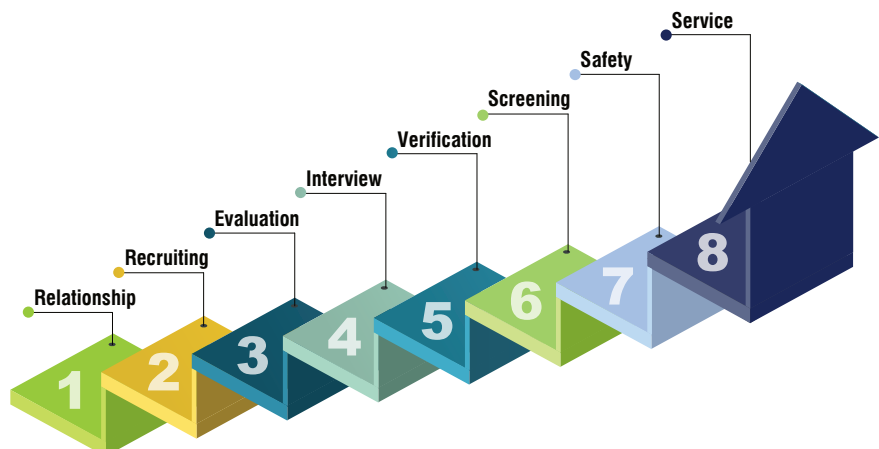 Service
Safety
Screening
Verification
Interview
Evaluation
Recruiting
Relationship
1
2
3
4
5
6
7
8